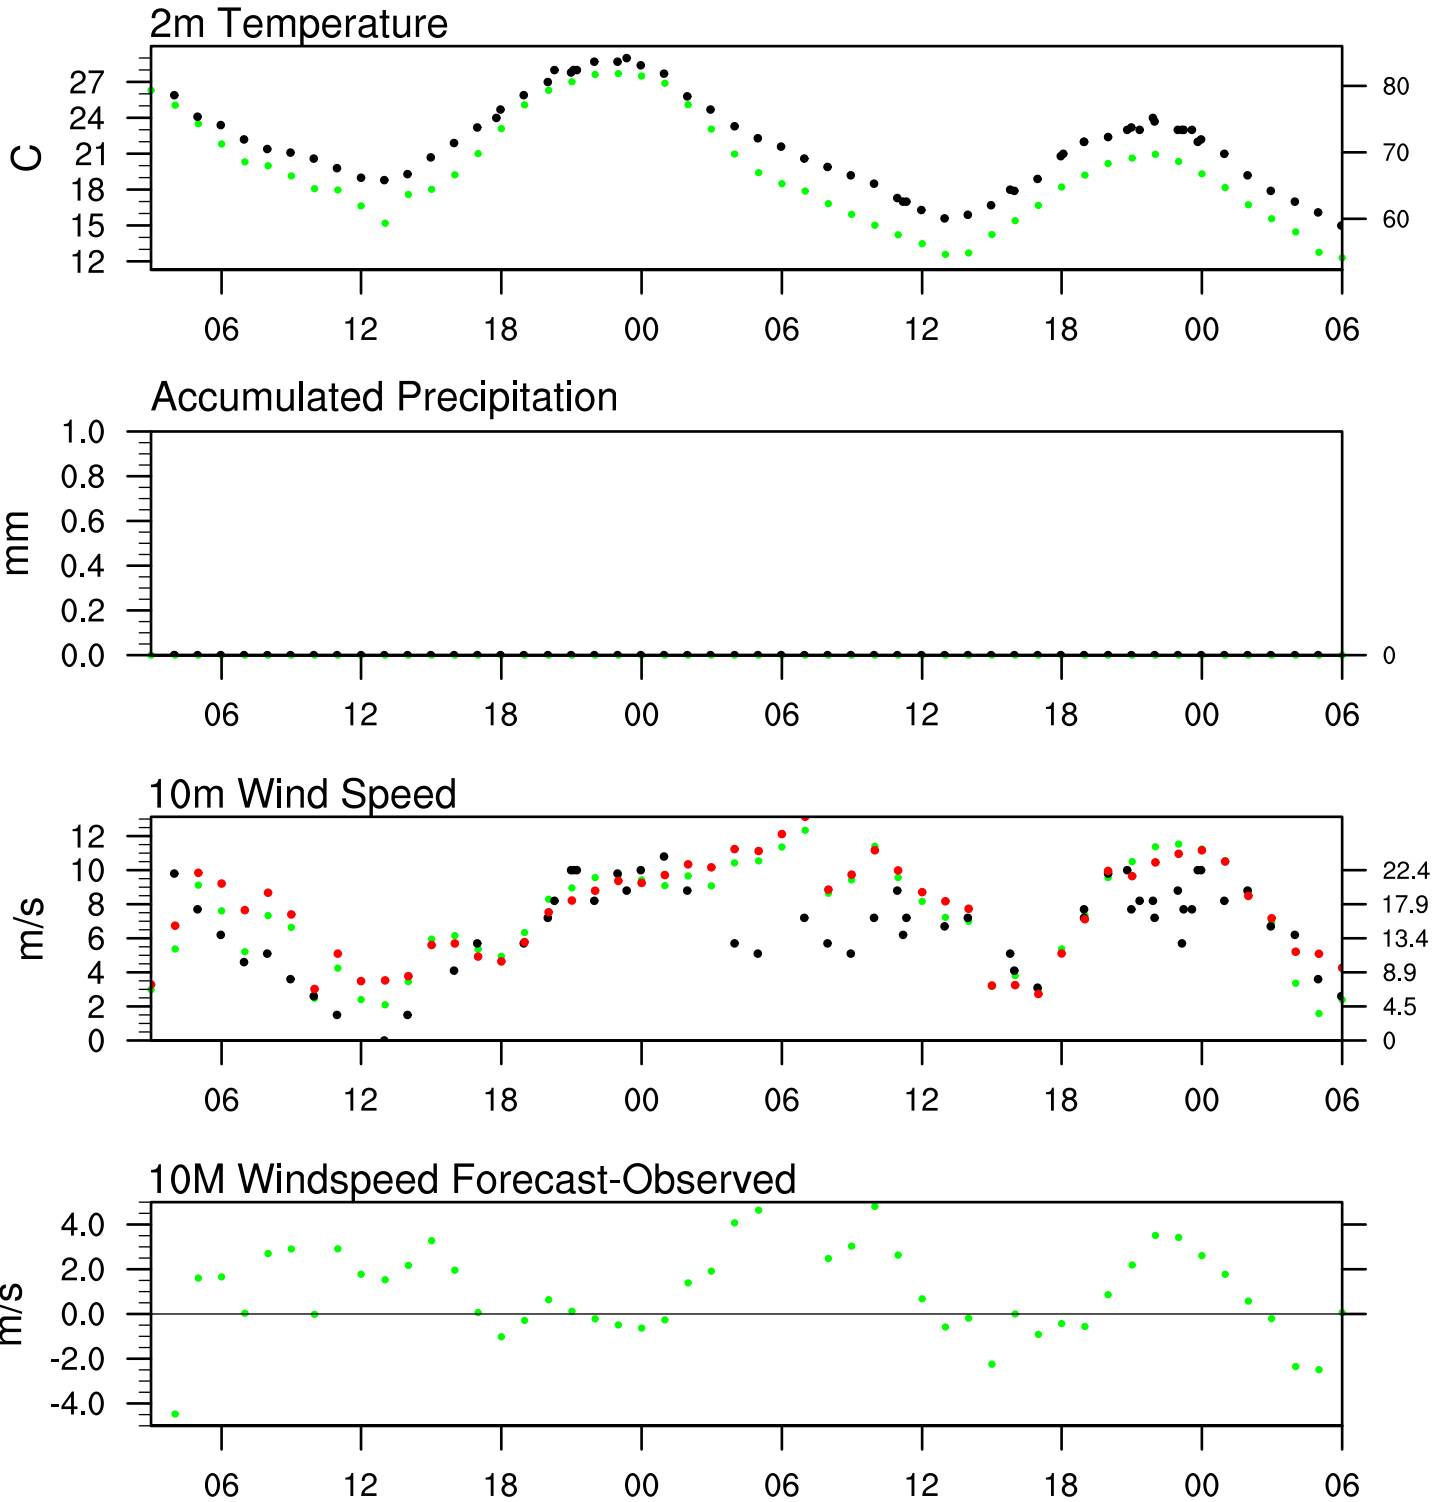 2m Temperature
C
27
24
21
18
15
12
80
70
60
06 12 18 00 06 12 18 00 06
Accumulated Precipitation
mm
1.0
0.8
0.6
0.4
0.2
0.0
0
06 12 18 00 06 12 18 00 06
10m Wind Speed
m/s
12
10
8
6
4
2
0
22.4
17.9
13.4
8.9
4.5
0
06 12 18 00 06 12 18 00 06
10M Windspeed Forecast-Observed
m/s
4.0
2.0
0.0
-2.0
-4.0
06 12 18 00 06 12 18 00 06